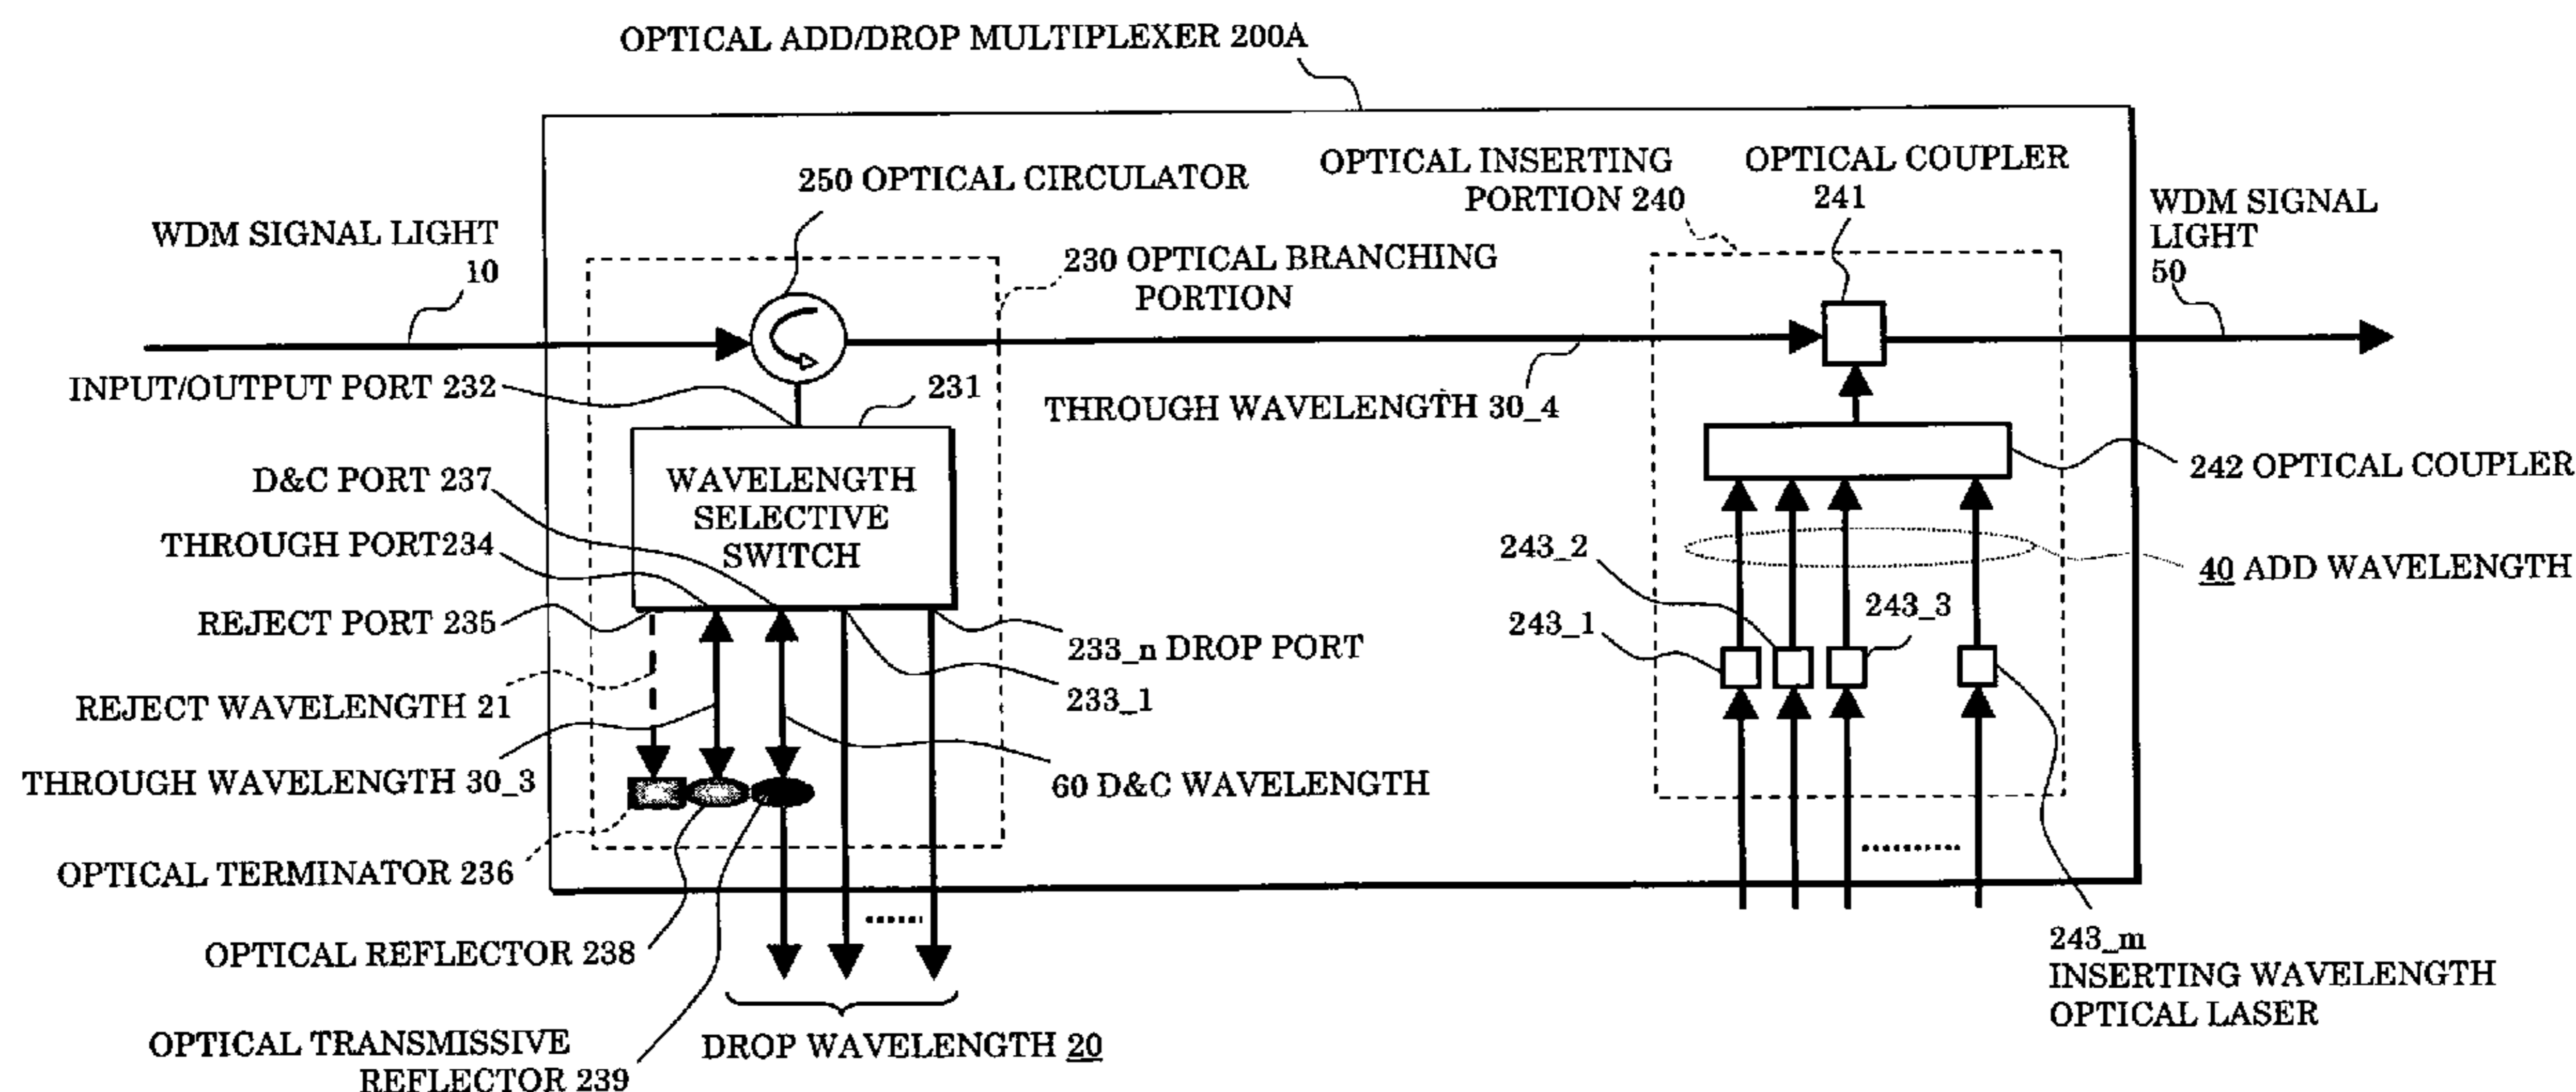 OPTICAL ADD/DROP MULTIPLEXER 200A
250 OPTICAL CIRCULATOR
OPTICAL INSERTING
PORTION 240
OPTICAL COUPLER
241
WDM SIGNAL LIGHT
10
WDM SIGNAL
LIGHT
50
230 OPTICAL BRANCHING
PORTION
INPUT/OUTPUT PORT 232
231
THROUGH WAVELENGTH 30_4
D&C PORT 237
WAVELENGTH
SELECTIVE
SWITCH
242 OPTICAL COUPLER
THROUGH PORT234
243_2
40 ADD WAVELENGTH
REJECT PORT 235
243_1
243_3
233_n DROP PORT
233_1
REJECT WAVELENGTH 21
THROUGH WAVELENGTH 30_3
60 D&C WAVELENGTH
OPTICAL TERMINATOR 236
OPTICAL REFLECTOR 238
243_m
INSERTING WAVELENGTH
OPTICAL LASER
OPTICAL TRANSMISSIVE
REFLECTOR 239
DROP WAVELENGTH 20